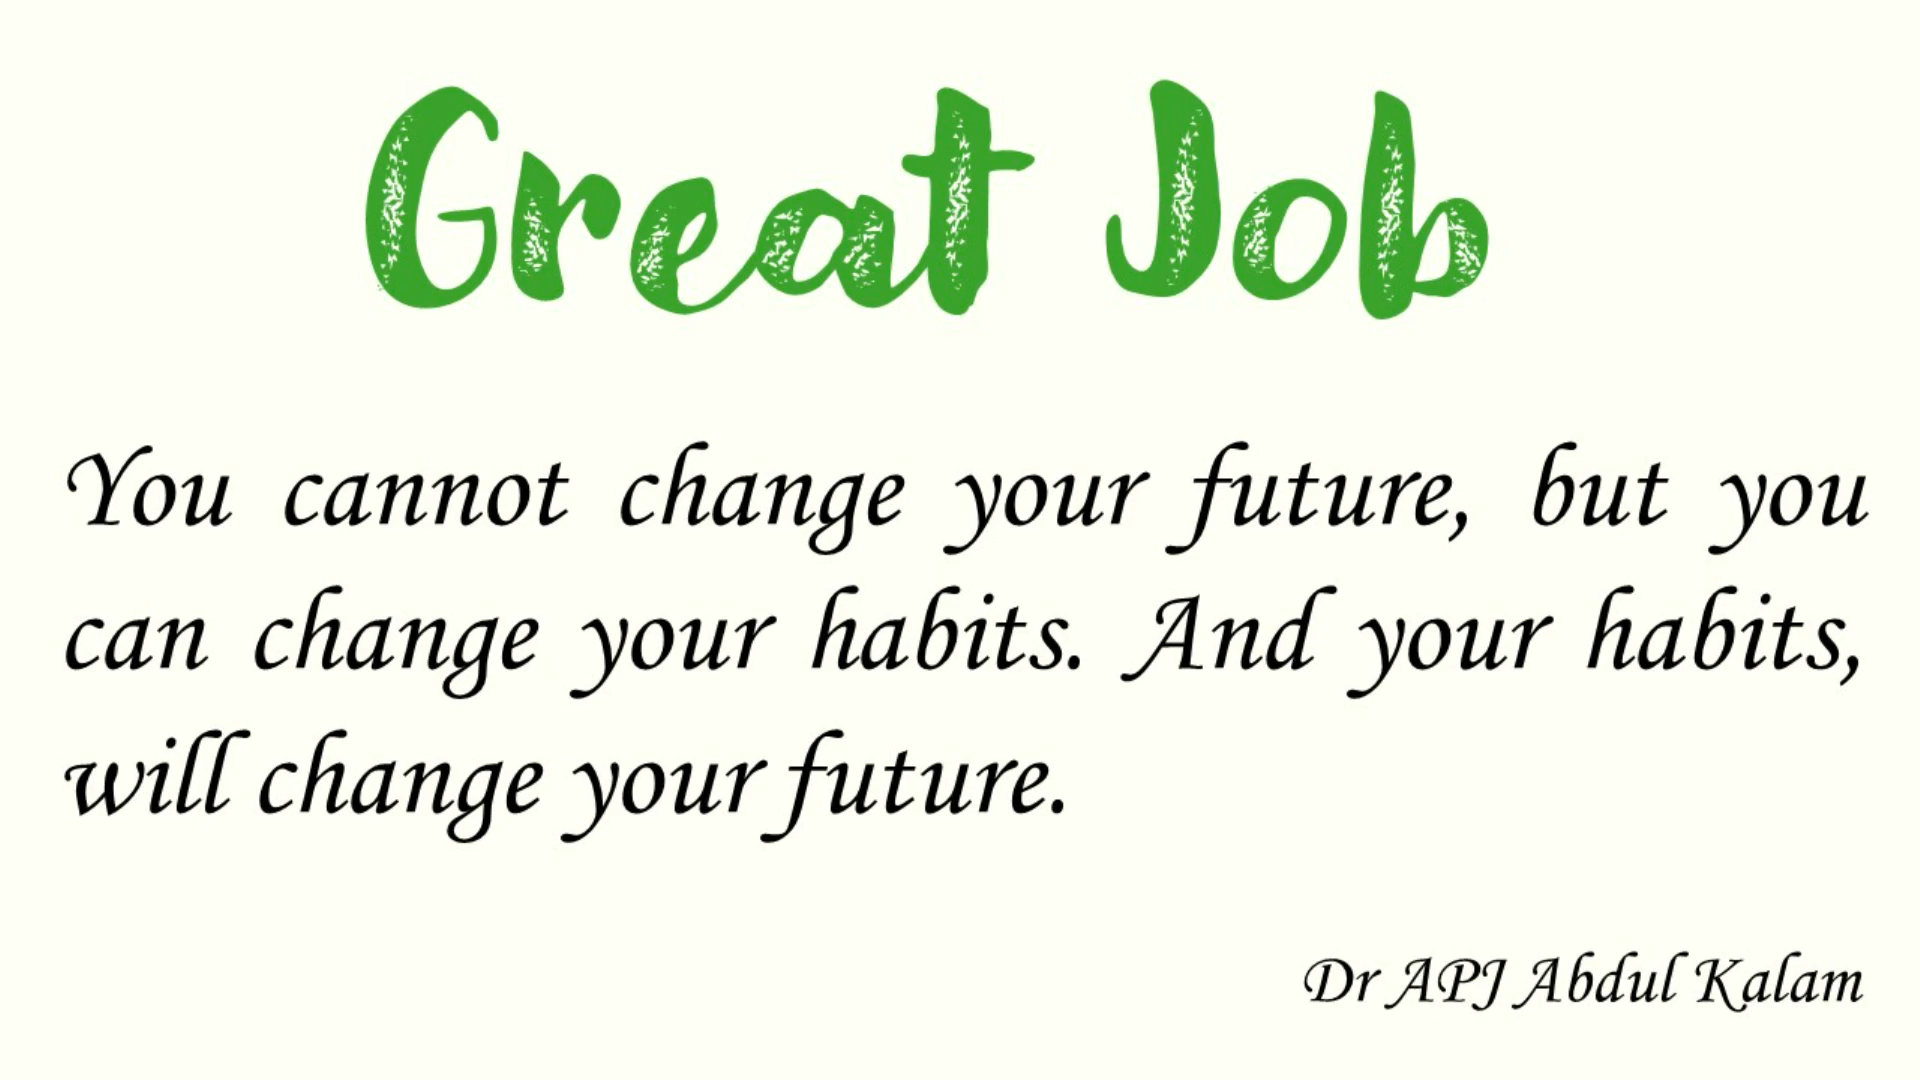 Great Job
You cannot change your future, but you
can change your habits. And your habits,
will change your future.
Dr APJ Abdul Kalam